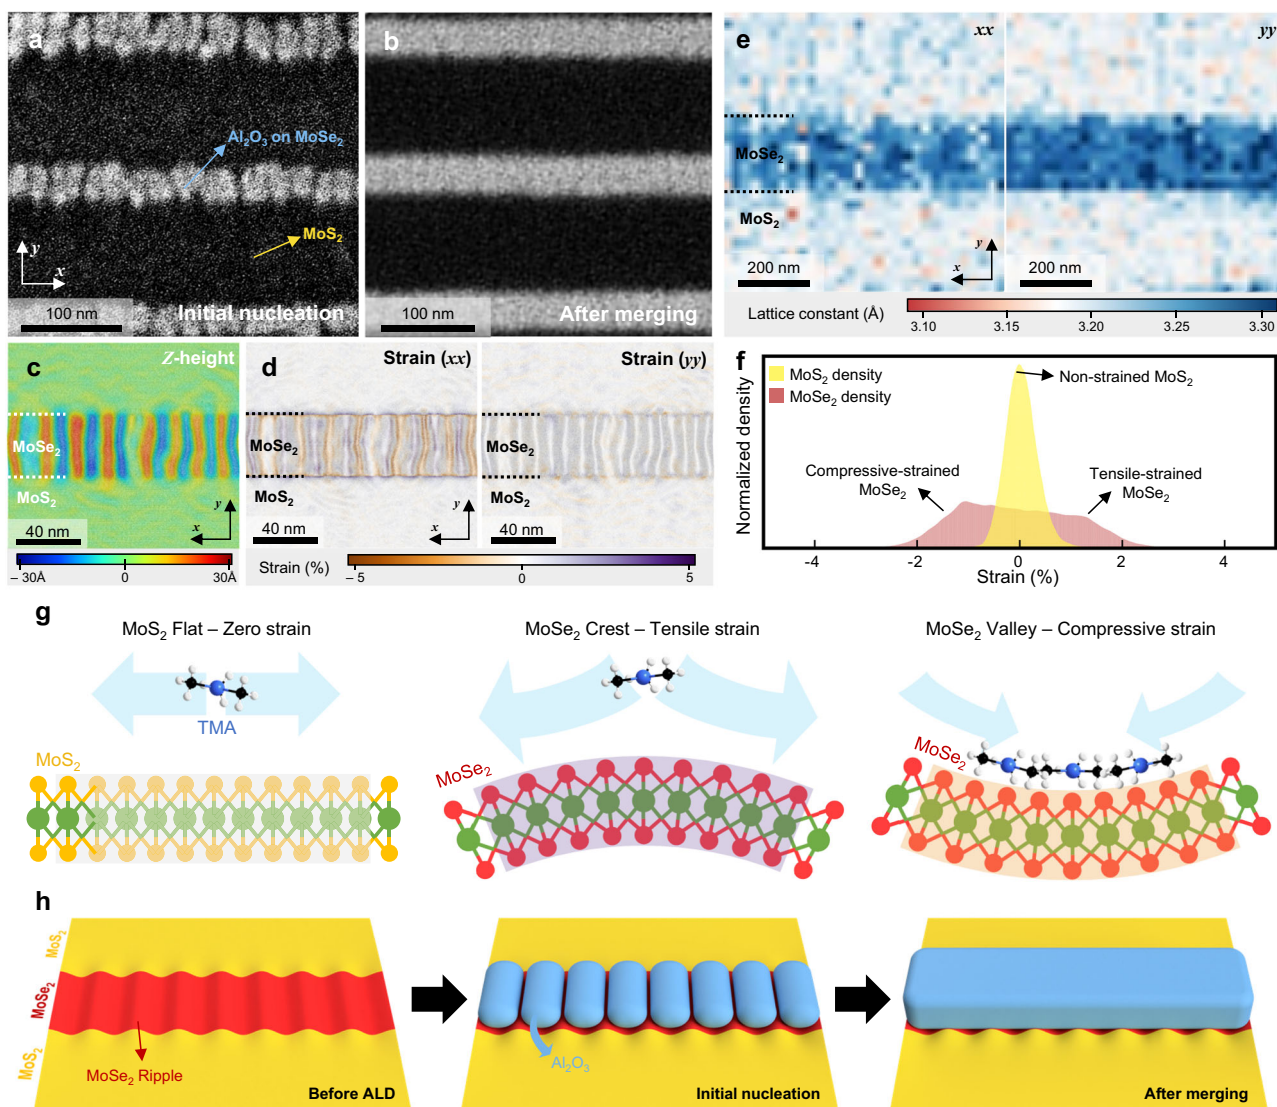 a
Al₂O₃ on MoSe₂
MoS₂
y
x
100 nm
Initial nucleation
b
100 nm
After merging
e
xx
yy
MoSe₂
MoS₂
y
x
200 nm
200 nm
Lattice constant (Å)
3.10
3.15
3.20
3.25
3.30
c
Z-height
MoSe₂
MoS₂
y
x
40 nm
– 30Å
0
30Å
d
Strain (xx)
Strain (yy)
MoSe₂
MoS₂
40 nm
MoSe₂
MoS₂
y
x
40 nm
Strain (%)
– 5
0
5
f
MoS₂ density
MoSe₂ density
Non-strained MoS₂
Compressive-strained
MoSe₂
Tensile-strained
MoSe₂
Normalized density
-4
-2
0
2
4
Strain (%)
g
MoS₂ Flat – Zero strain
TMA
MoS₂
MoSe₂ Crest – Tensile strain
MoSe₂
MoSe₂ Valley – Compressive strain
MoSe₂
h
MoS₂
MoSe₂
MoS₂
MoSe₂ Ripple
Before ALD
Al₂O₃
Initial nucleation
After merging